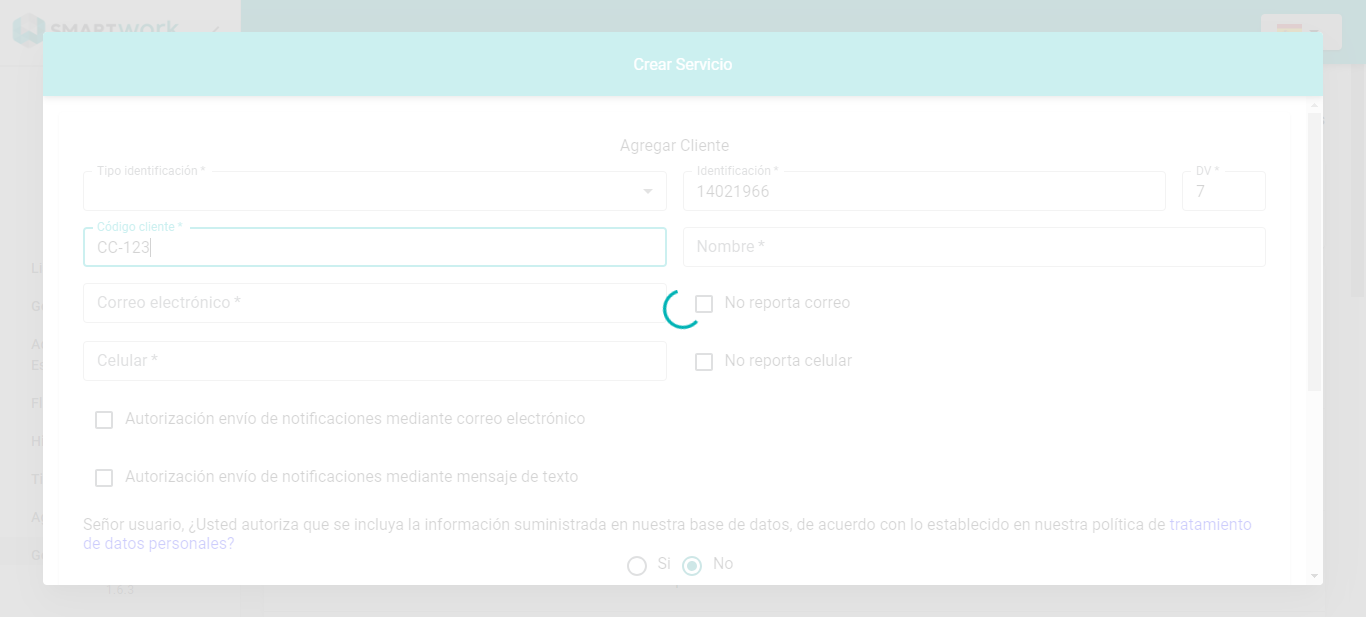 SMARTwork
Crear Servicio
Agregar Cliente
Tipo identificación *
Identificación *
14021966
DV *
7
Código cliente *
CC-123
Nombre *
Correo electrónico *
No reporta correo
Celular *
No reporta celular
Autorización envío de notificaciones mediante correo electrónico
Autorización envío de notificaciones mediante mensaje de texto
Señor usuario, ¿Usted autoriza que se incluya la información suministrada en nuestra base de datos, de acuerdo con lo establecido en nuestra política de tratamiento
de datos personales?
Si
No
1.6.3